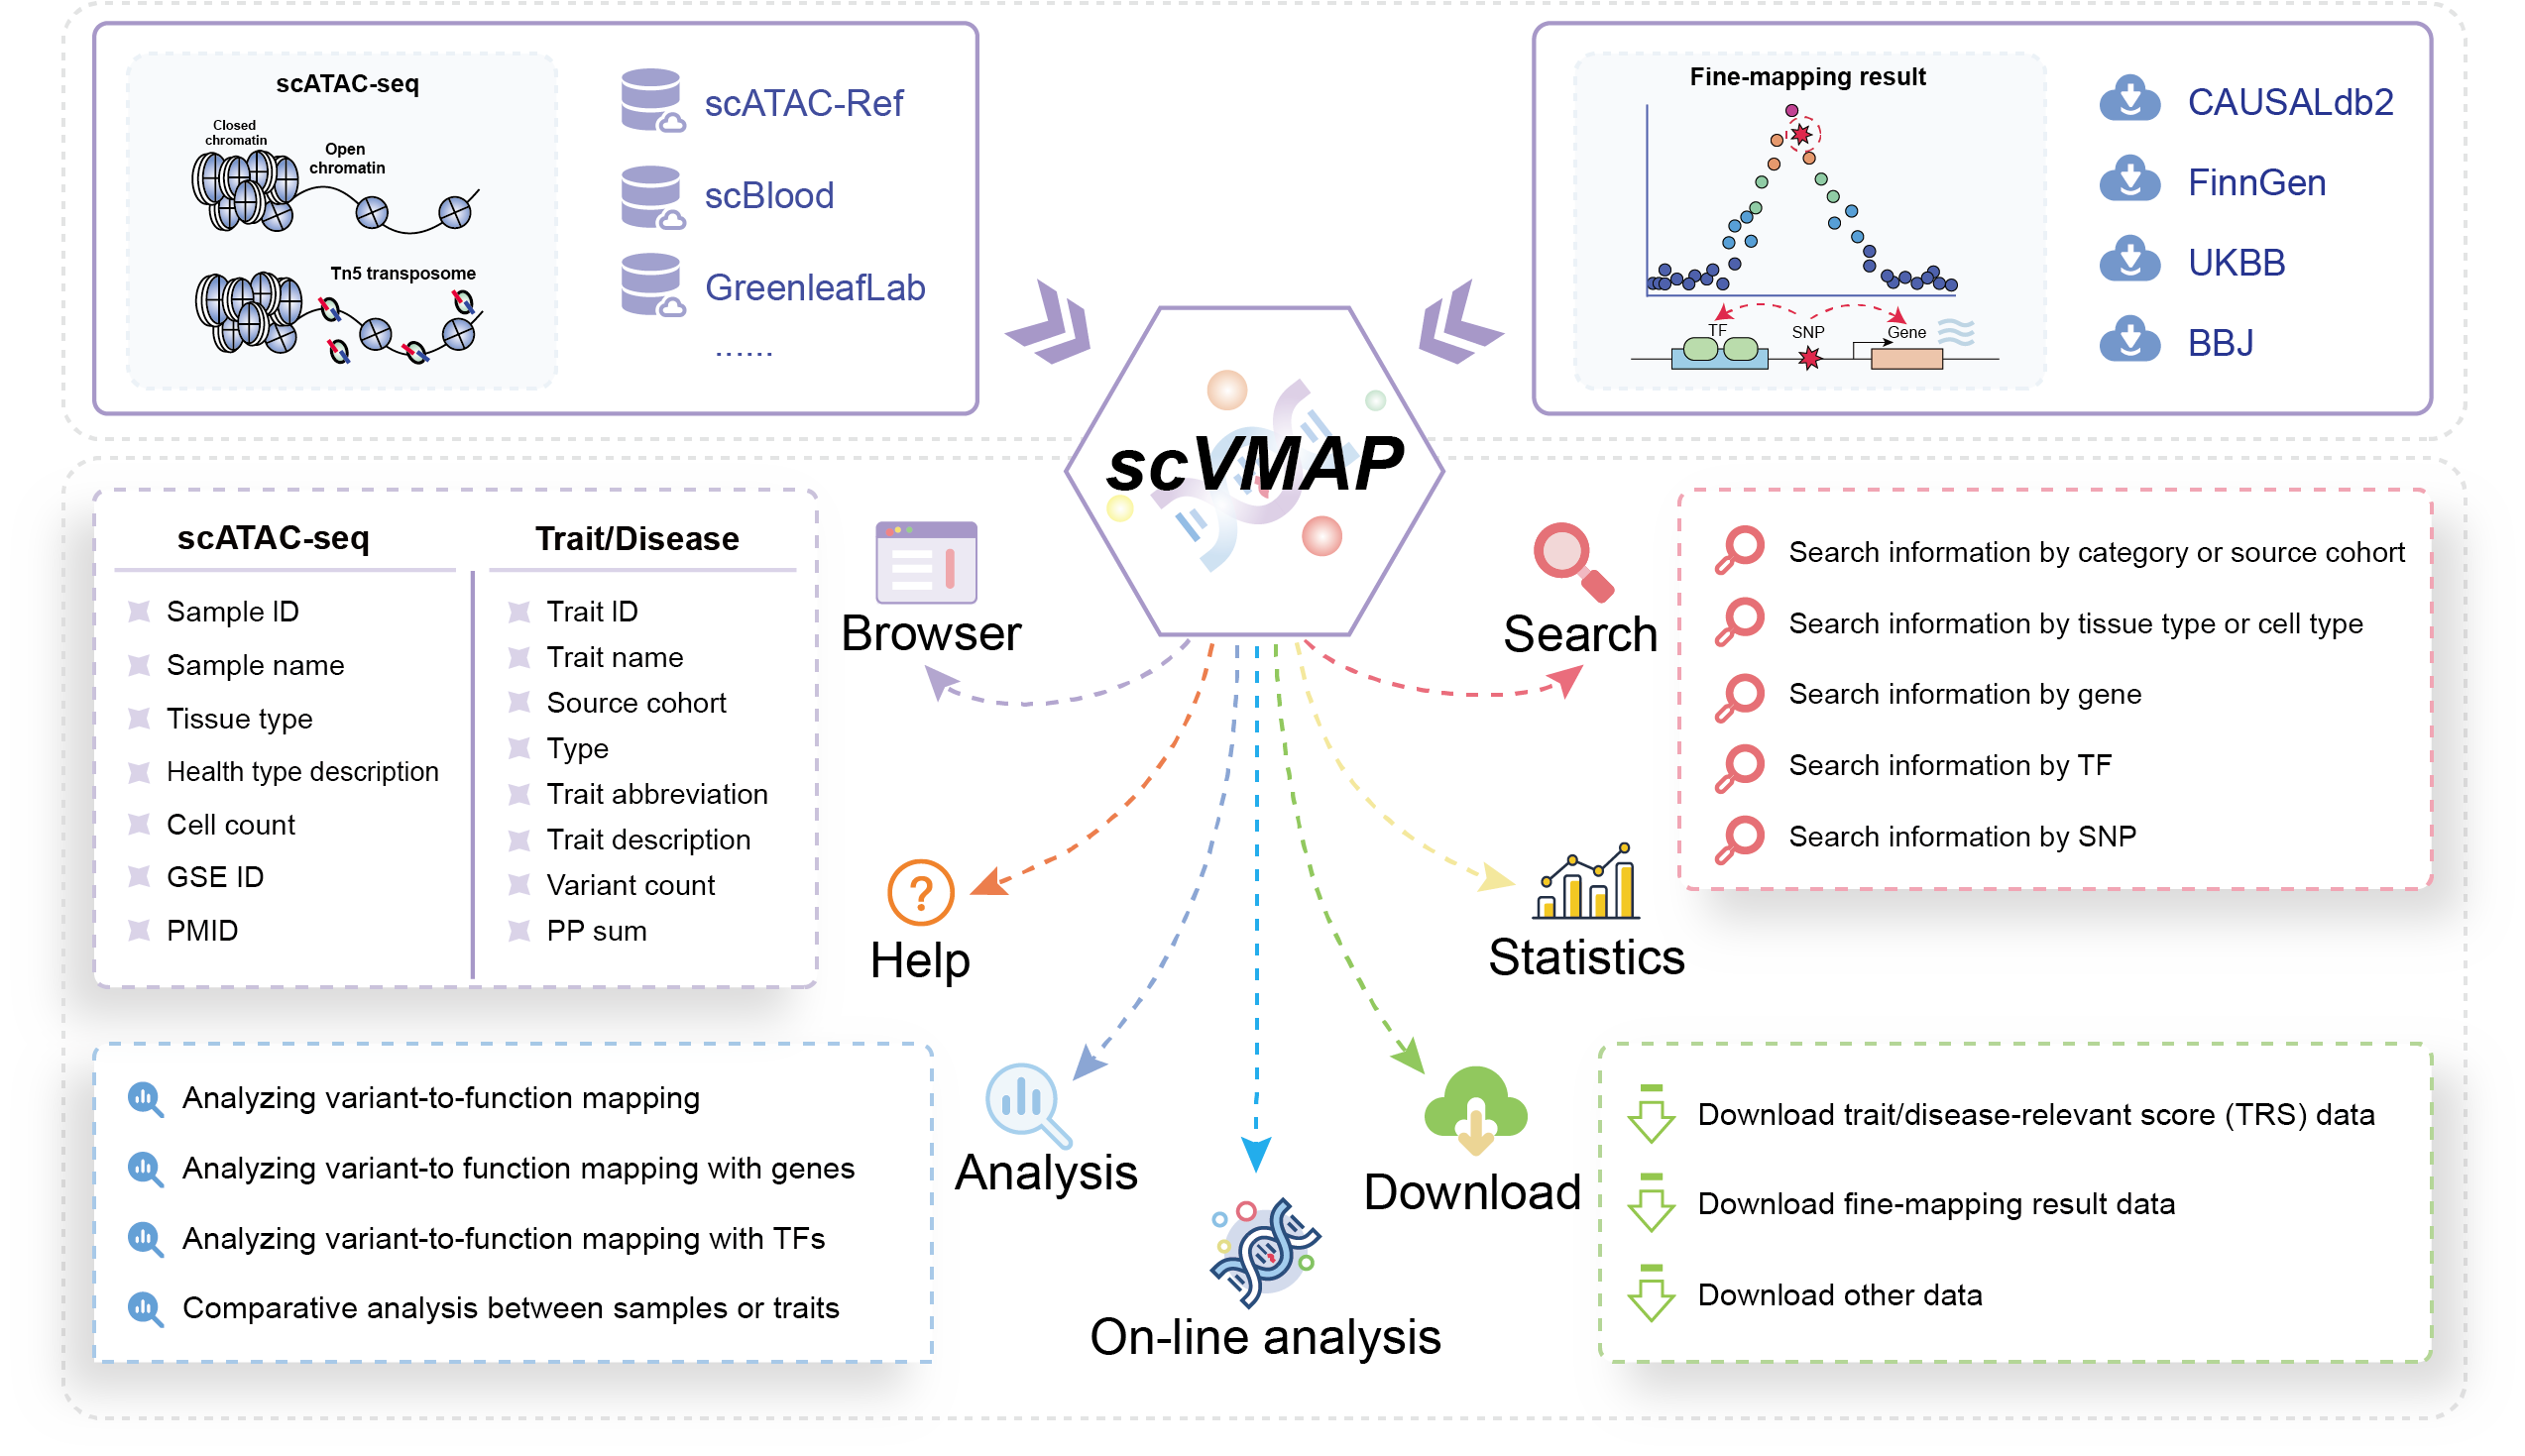 scATAC-seq
Closed
chromatin
Open
chromatin
Tn5 transposome
scATAC-Ref
scBlood
GreenleafLab
......
Fine-mapping result
TF
SNP
Gene
CAUSALdb2
FinnGen
UKBB
BBJ
scVMAP
scATAC-seq
Sample ID
Sample name
Tissue type
Health type description
Cell count
GSE ID
PMID
Trait/Disease
Trait ID
Trait name
Source cohort
Type
Trait abbreviation
Trait description
Variant count
PP sum
Browser
Search
Search information by category or source cohort
Search information by tissue type or cell type
Search information by gene
Search information by TF
Search information by SNP
?
Help
Statistics
Analyzing variant-to-function mapping
Analyzing variant-to function mapping with genes
Analyzing variant-to-function mapping with TFs
Comparative analysis between samples or traits
Analysis
On-line analysis
Download
Download trait/disease-relevant score (TRS) data
Download fine-mapping result data
Download other data